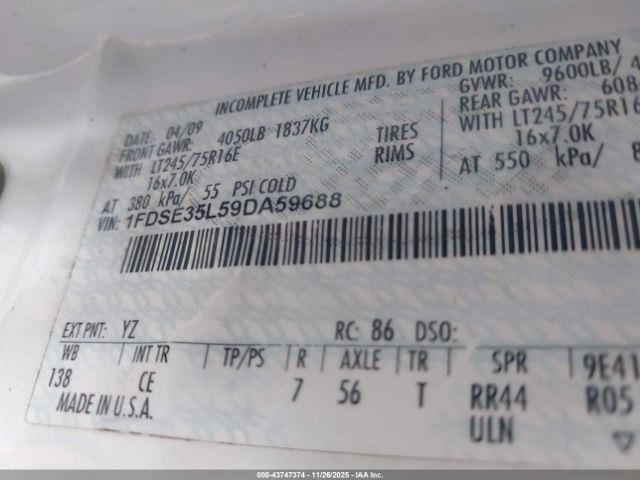 INCOMPLETE VEHICLE MFD. BY FORD MOTOR COMPANY
DATE: 04/09 GVWR: 9600LB/ 4
FRONT GAWR: 4050LB 1837KG REAR GAWR: 608
WITH LT245/75R16E TIRES WITH LT245/75R16
16x7.0K RIMS 16x7.0K
AT 380 kPa/ 55 PSI COLD AT 550 kPa/ 8
VIN: 1FDSE35L59DA59688
EXT PNT: YZ RC: 86 DSO:
WB INT TR TP/PS R AXLE TR SPR 9E41
138 CE 7 56 T RR44 R05
MADE IN U.S.A. ULN
000-43747374 | 11/26/2025 - IAA Inc.